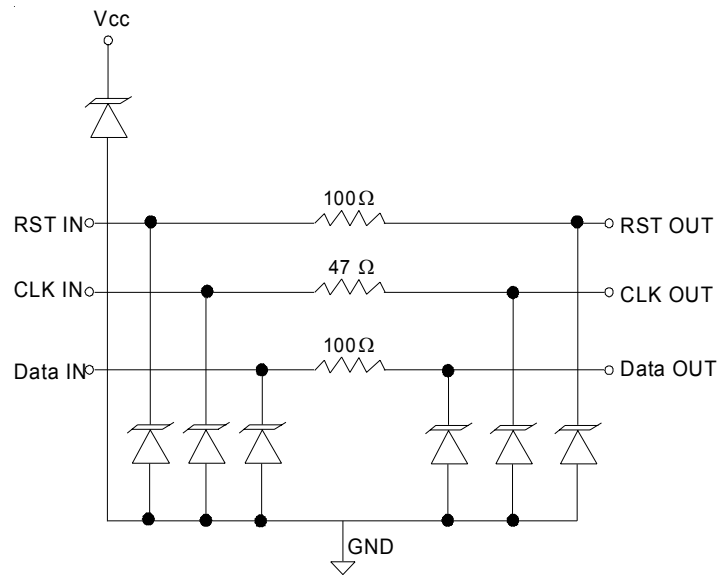 Vcc
100Ω
RST IN
RST OUT
47 Ω
CLK IN
CLK OUT
100Ω
Data IN
Data OUT
GND